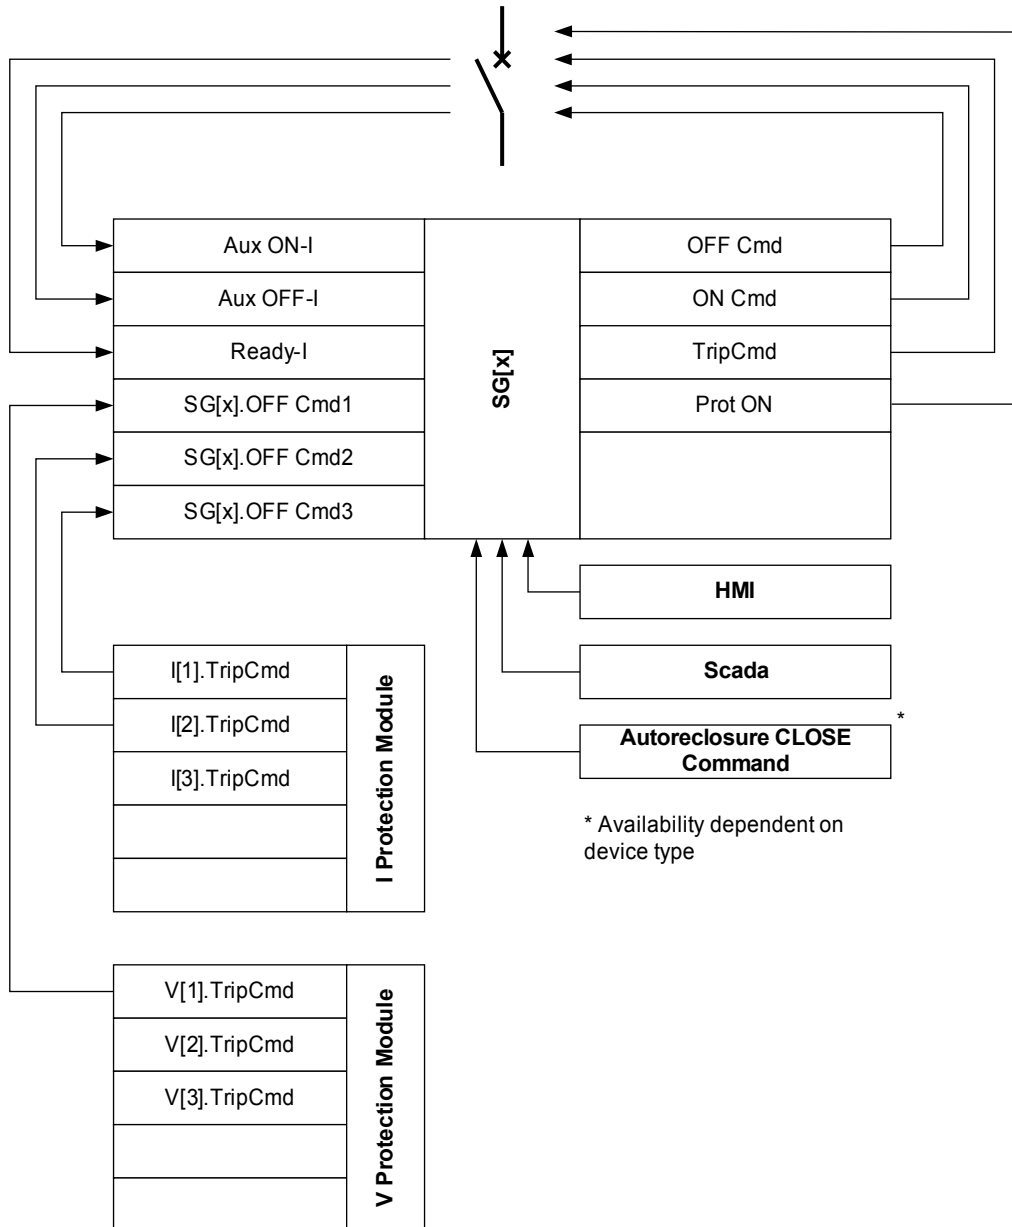 Aux ON-I
OFF Cmd
Aux OFF-I
ON Cmd
Ready-I
TripCmd
SG[x].OFF Cmd1
Prot ON
SG[x].OFF Cmd2
SG[x].OFF Cmd3
SG[x]
HMI
Scada
*
Autoreclosure CLOSE
Command
* Availability dependent on
device type
I[1].TripCmd
I[2].TripCmd
I[3].TripCmd
I Protection Module
V[1].TripCmd
V[2].TripCmd
V[3].TripCmd
V Protection Module